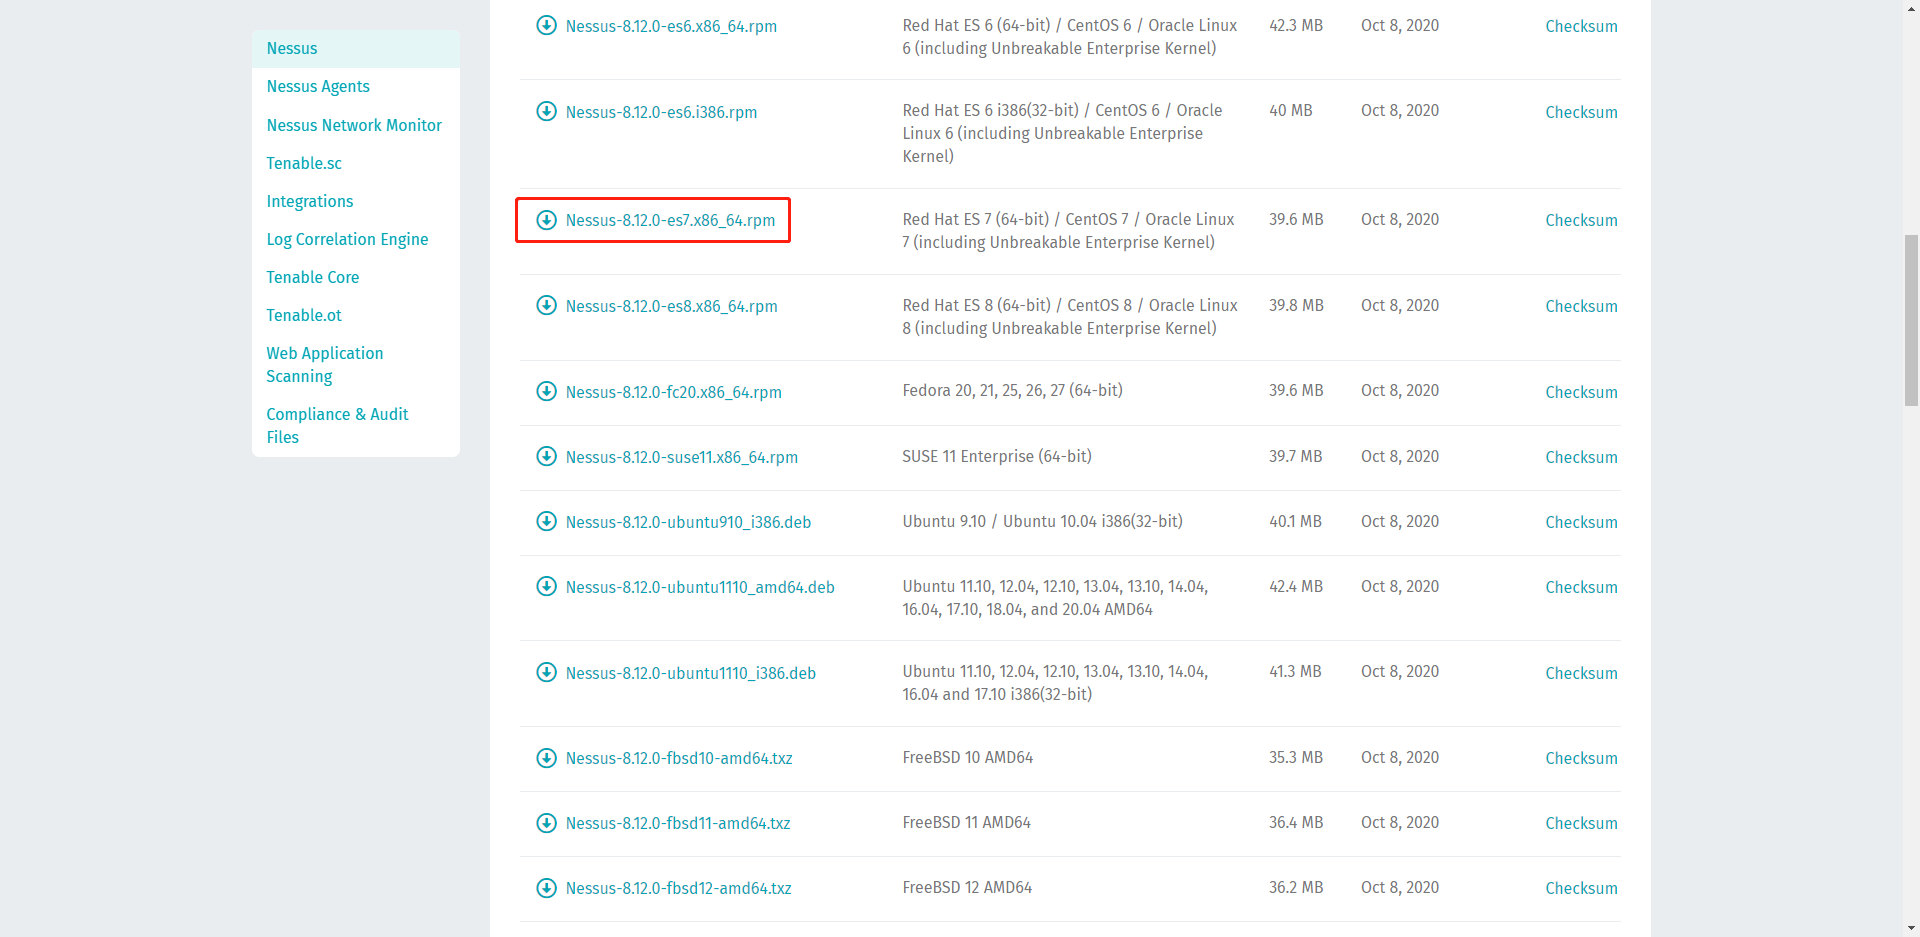 Nessus
Nessus Agents
Nessus Network Monitor
Tenable.sc
Integrations
Log Correlation Engine
Tenable Core
Tenable.ot
Web Application
Scanning
Compliance & Audit
Files
Nessus-8.12.0-es6.x86_64.rpm
Red Hat ES 6 (64-bit) / CentOS 6 / Oracle Linux
6 (including Unbreakable Enterprise Kernel)
42.3 MB
Oct 8, 2020
Checksum
Nessus-8.12.0-es6.i386.rpm
Red Hat ES 6 i386(32-bit) / CentOS 6 / Oracle
Linux 6 (including Unbreakable Enterprise
Kernel)
40 MB
Oct 8, 2020
Checksum
Nessus-8.12.0-es7.x86_64.rpm
Red Hat ES 7 (64-bit) / CentOS 7 / Oracle Linux
7 (including Unbreakable Enterprise Kernel)
39.6 MB
Oct 8, 2020
Checksum
Nessus-8.12.0-es8.x86_64.rpm
Red Hat ES 8 (64-bit) / CentOS 8 / Oracle Linux
8 (including Unbreakable Enterprise Kernel)
39.8 MB
Oct 8, 2020
Checksum
Nessus-8.12.0-fc20.x86_64.rpm
Fedora 20, 21, 25, 26, 27 (64-bit)
39.6 MB
Oct 8, 2020
Checksum
Nessus-8.12.0-suse11.x86_64.rpm
SUSE 11 Enterprise (64-bit)
39.7 MB
Oct 8, 2020
Checksum
Nessus-8.12.0-ubuntu910_i386.deb
Ubuntu 9.10 / Ubuntu 10.04 i386(32-bit)
40.1 MB
Oct 8, 2020
Checksum
Nessus-8.12.0-ubuntu1110_amd64.deb
Ubuntu 11.10, 12.04, 12.10, 13.04, 13.10, 14.04,
16.04, 17.10, 18.04, and 20.04 AMD64
42.4 MB
Oct 8, 2020
Checksum
Nessus-8.12.0-ubuntu1110_i386.deb
Ubuntu 11.10, 12.04, 12.10, 13.04, 13.10, 14.04,
16.04 and 17.10 i386(32-bit)
41.3 MB
Oct 8, 2020
Checksum
Nessus-8.12.0-fbsd10-amd64.txz
FreeBSD 10 AMD64
35.3 MB
Oct 8, 2020
Checksum
Nessus-8.12.0-fbsd11-amd64.txz
FreeBSD 11 AMD64
36.4 MB
Oct 8, 2020
Checksum
Nessus-8.12.0-fbsd12-amd64.txz
FreeBSD 12 AMD64
36.2 MB
Oct 8, 2020
Checksum